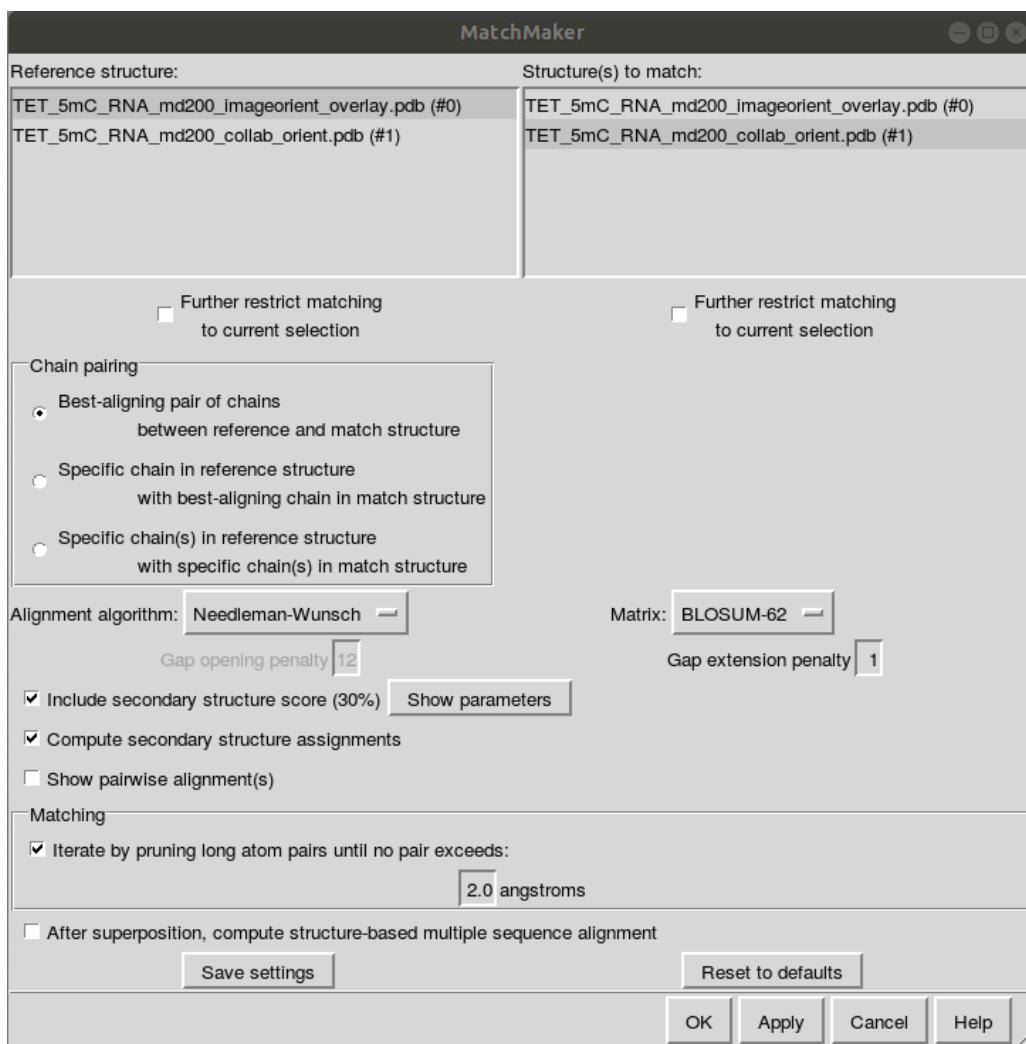 MatchMaker
Reference structure:
Structure(s) to match:
TET_5mC_RNA_md200_imageorient_overlay.pdb (#0)
TET_5mC_RNA_md200_collab_orient.pdb (#1)
TET_5mC_RNA_md200_imageorient_overlay.pdb (#0)
TET_5mC_RNA_md200_collab_orient.pdb (#1)
Further restrict matching
to current selection
Further restrict matching
to current selection
Chain pairing
Best-aligning pair of chains
between reference and match structure
Specific chain in reference structure
with best-aligning chain in match structure
Specific chain(s) in reference structure
with specific chain(s) in match structure
Alignment algorithm: Needleman-Wunsch
Matrix: BLOSUM-62
Gap opening penalty 12
Gap extension penalty 1
Include secondary structure score (30%) Show parameters
Compute secondary structure assignments
Show pairwise alignment(s)
Matching
Iterate by pruning long atom pairs until no pair exceeds:
2.0 angstroms
After superposition, compute structure-based multiple sequence alignment
Save settings
Reset to defaults
OK
Apply
Cancel
Help